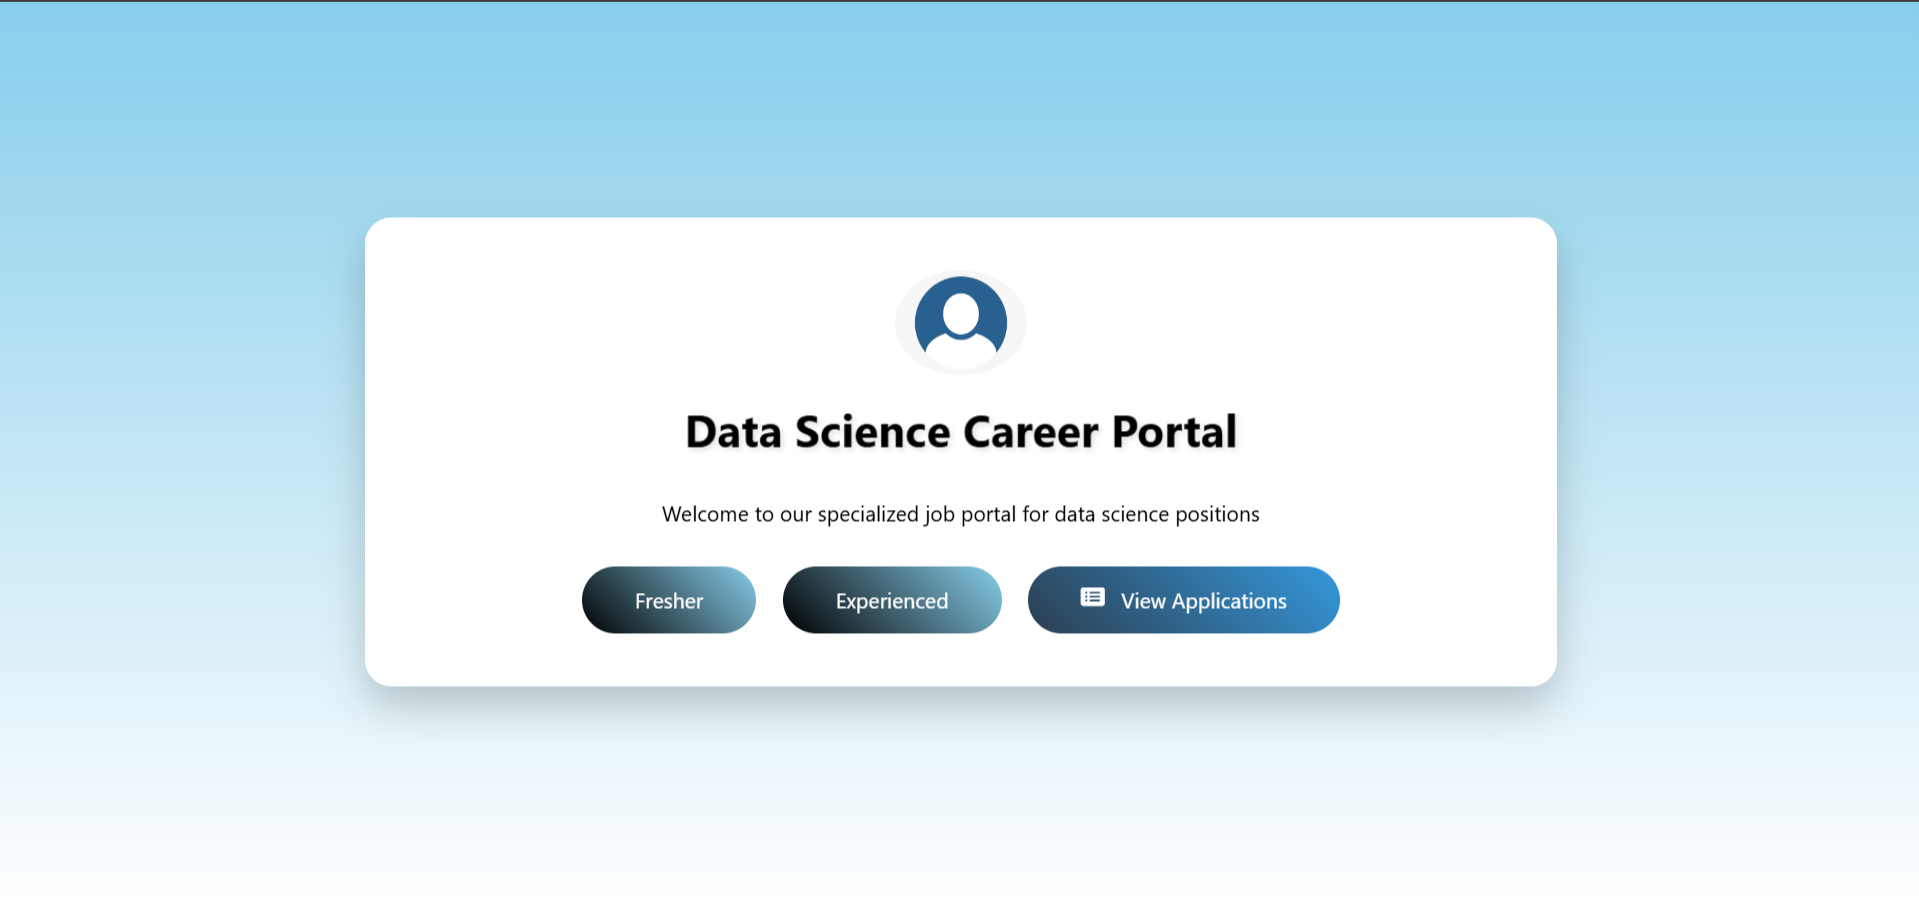 Data Science Career Portal
Welcome to our specialized job portal for data science positions
Fresher
Experienced
View Applications